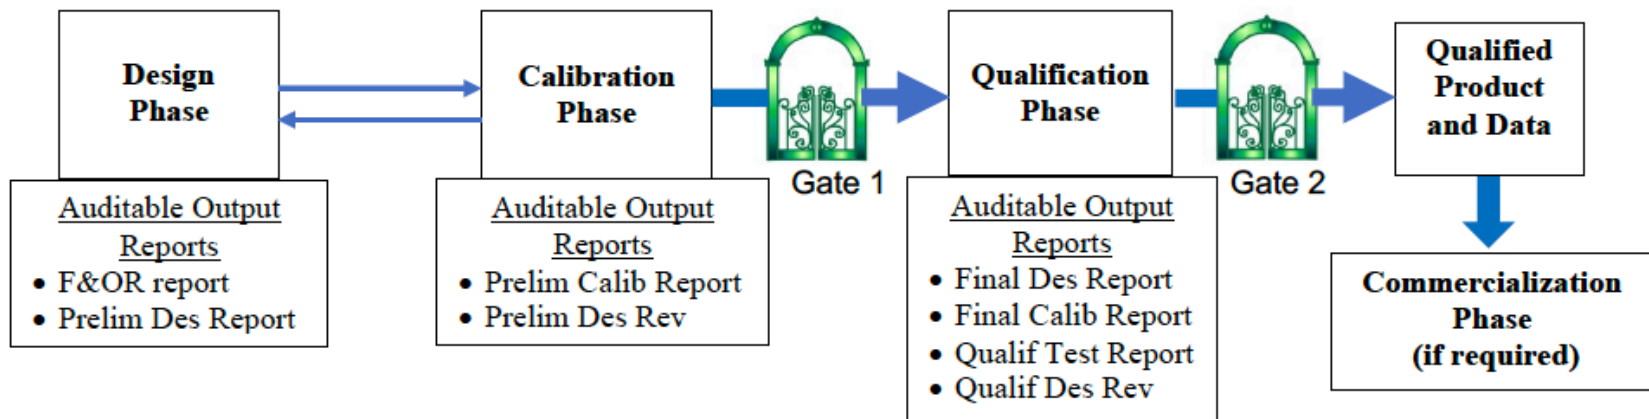 Design
Phase
Auditable Output
Reports
• F&OR report
• Prelim Des Report
Calibration
Phase
Auditable Output
Reports
• Prelim Calib Report
• Prelim Des Rev
Gate 1
Qualification
Phase
Auditable Output
Reports
• Final Des Report
• Final Calib Report
• Qualif Test Report
• Qualif Des Rev
Gate 2
Qualified
Product
and Data
Commercialization
Phase
(if required)